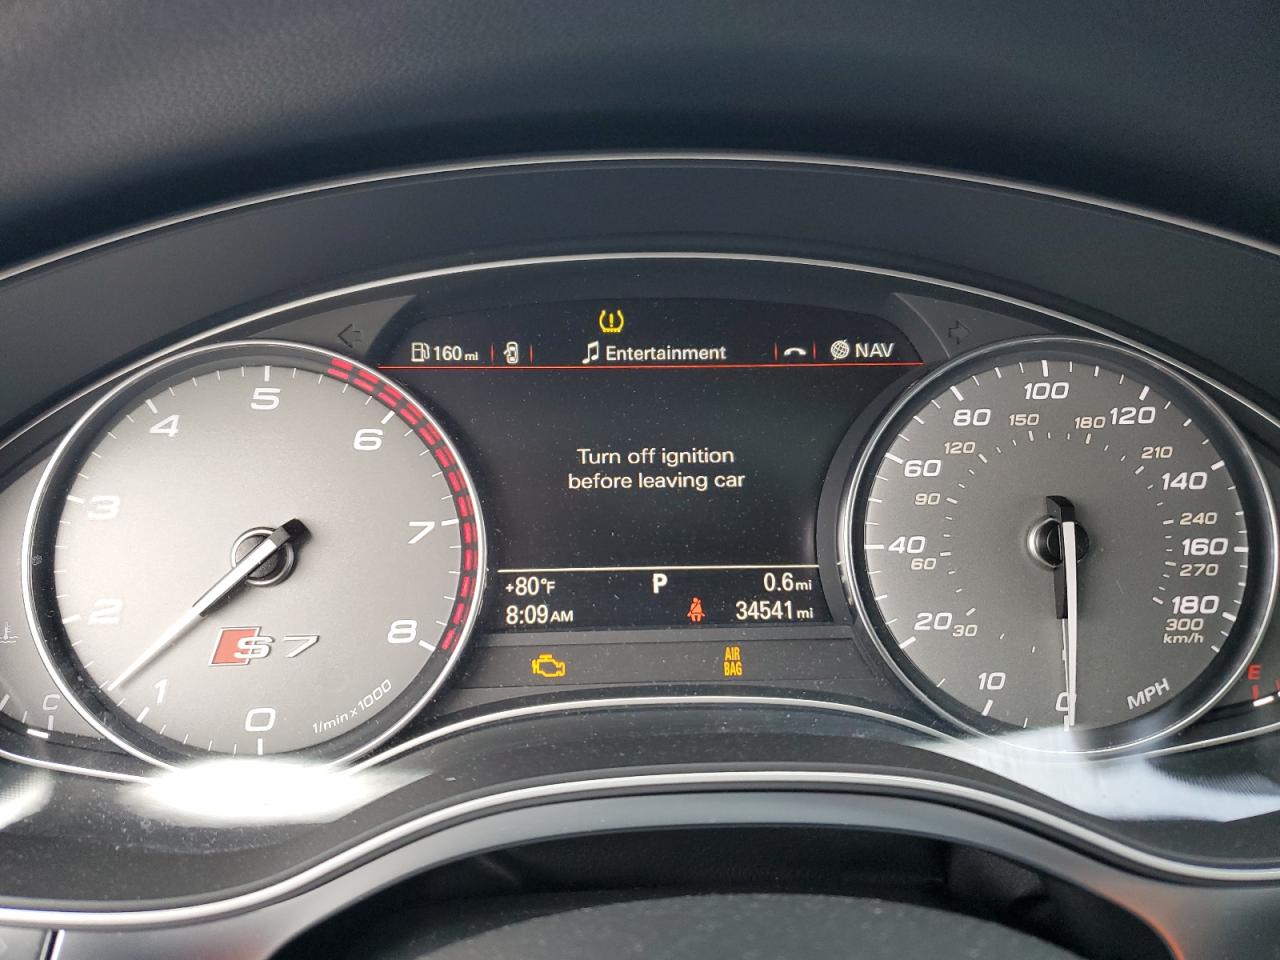 160 mi
Entertainment
NAV
Turn off ignition
before leaving car
+80°F
P
0.6 mi
8:09 AM
34541 mi
AIR
BAG
0
1
2
3
4
5
6
7
8
S7
1/min x 1000
C
0
10
20
40
60
80
100
120
140
160
180
MPH
30
60
90
120
150
180
210
240
270
300
km/h
E